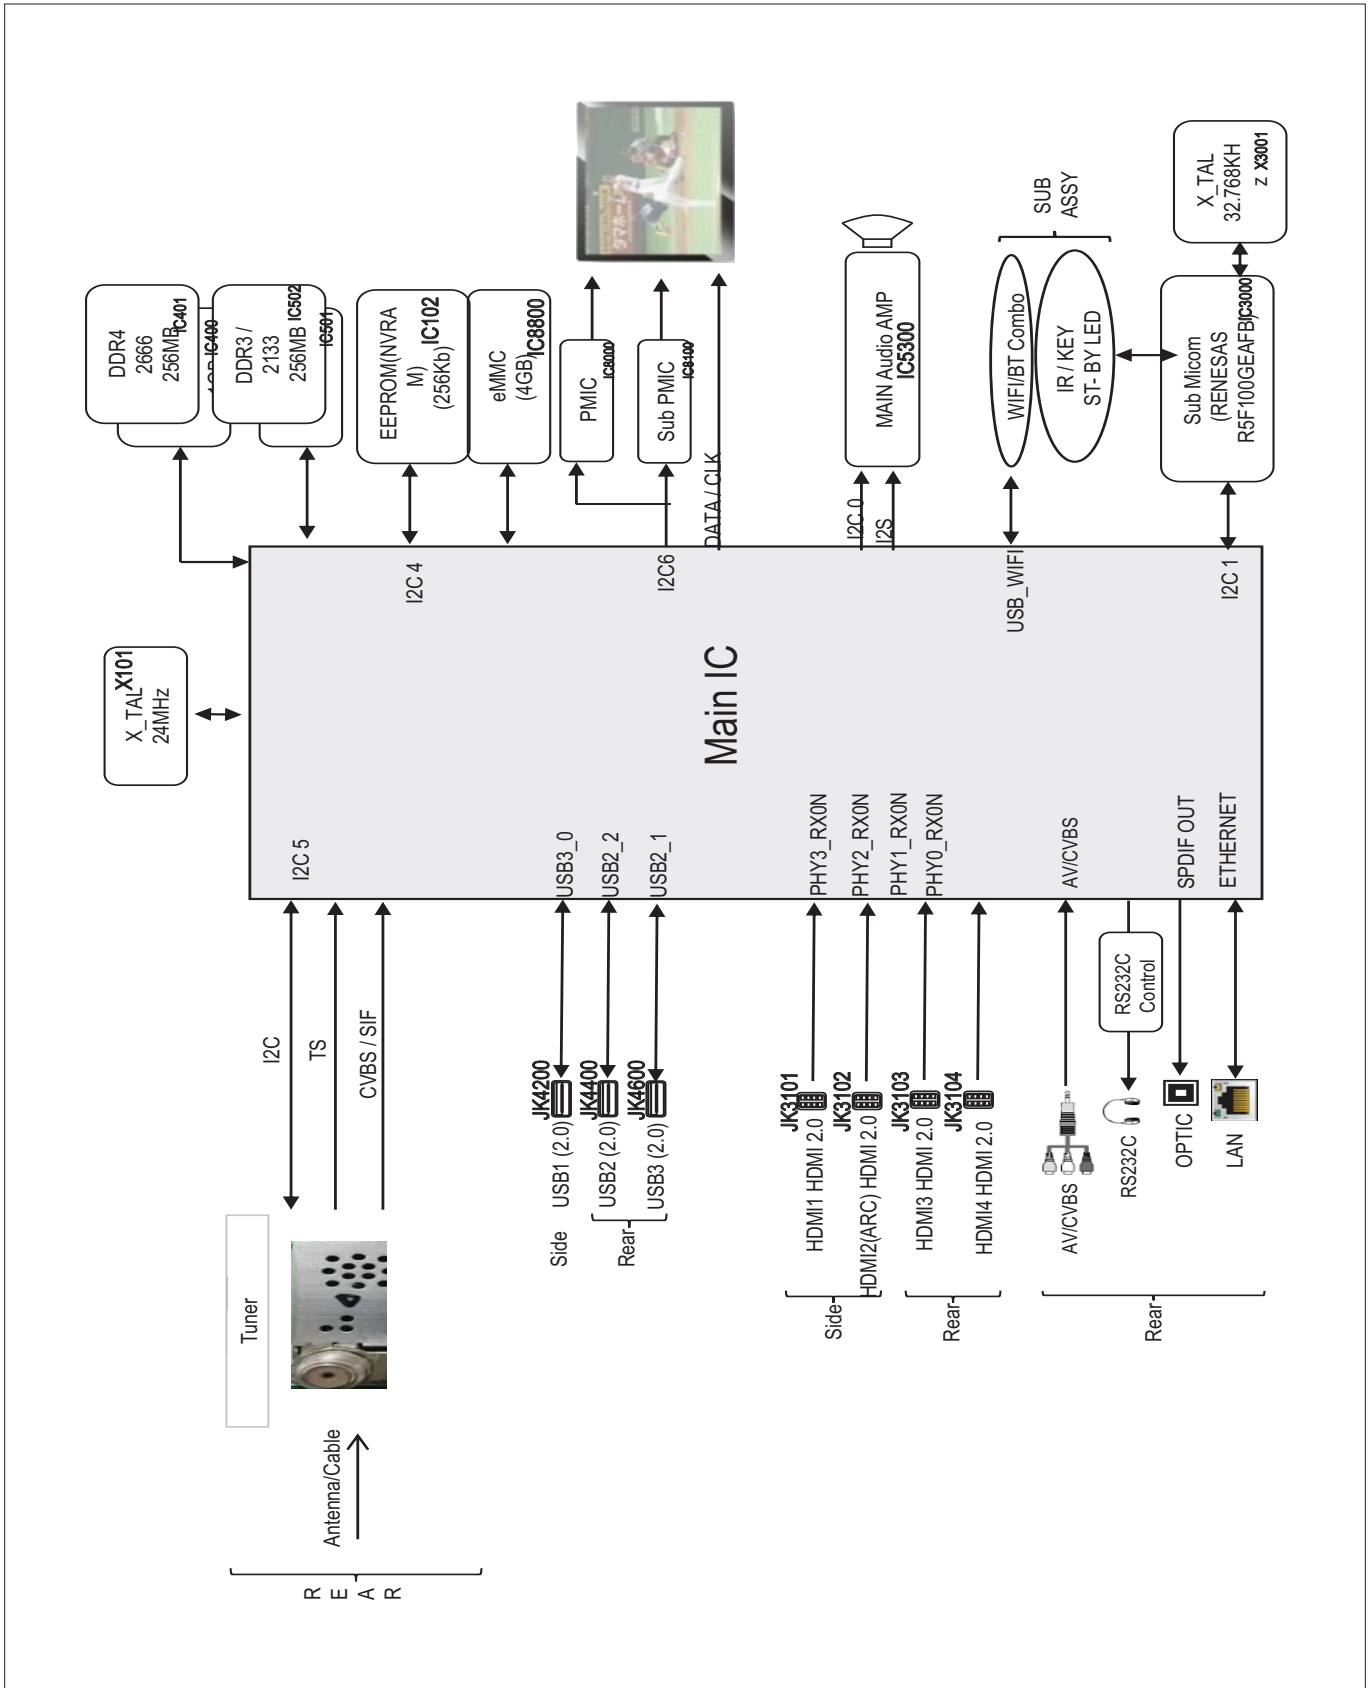 Tuner
R
E
A
R
Antenna/Cable
I2C
TS
CVBS / SIF
I2C 5
X_TAL
24MHz
X101
DDR4
2666
256MB
IC401
IC400
DDR3 /
2133
256MB
IC502
IC501
EEPROM(NVRA
M)
(256Kb)
IC102
eMMC
(4GB)
IC8800
PMIC
IC8000
Sub PMIC
IC8100
DATA / CLK
I2C 4
I2C6
Main IC
I2C 0
I2S
MAIN Audio AMP
IC5300
USB_WIFI
WIFI/BT Combo
IR / KEY
ST- BY LED
SUB
ASSY
I2C 1
Sub Micom
(RENESAS
R5F100GEAFB)
IC3000
X_TAL
32.768KH
Z
X3001
Side
USB1 (2.0)
JK4200
USB3_0
Rear
USB2 (2.0)
JK4400
USB2_2
USB3 (2.0)
JK4600
USB2_1
Side
HDMI1 HDMI 2.0
JK3101
PHY3_RX0N
HDMI2(ARC) HDMI 2.0
JK3102
PHY2_RX0N
Rear
HDMI3 HDMI 2.0
JK3103
PHY1_RX0N
HDMI4 HDMI 2.0
JK3104
PHY0_RX0N
Rear
AV/CVBS
AV/CVBS
RS232C
RS232C
Control
OPTIC
SPDIF OUT
LAN
ETHERNET